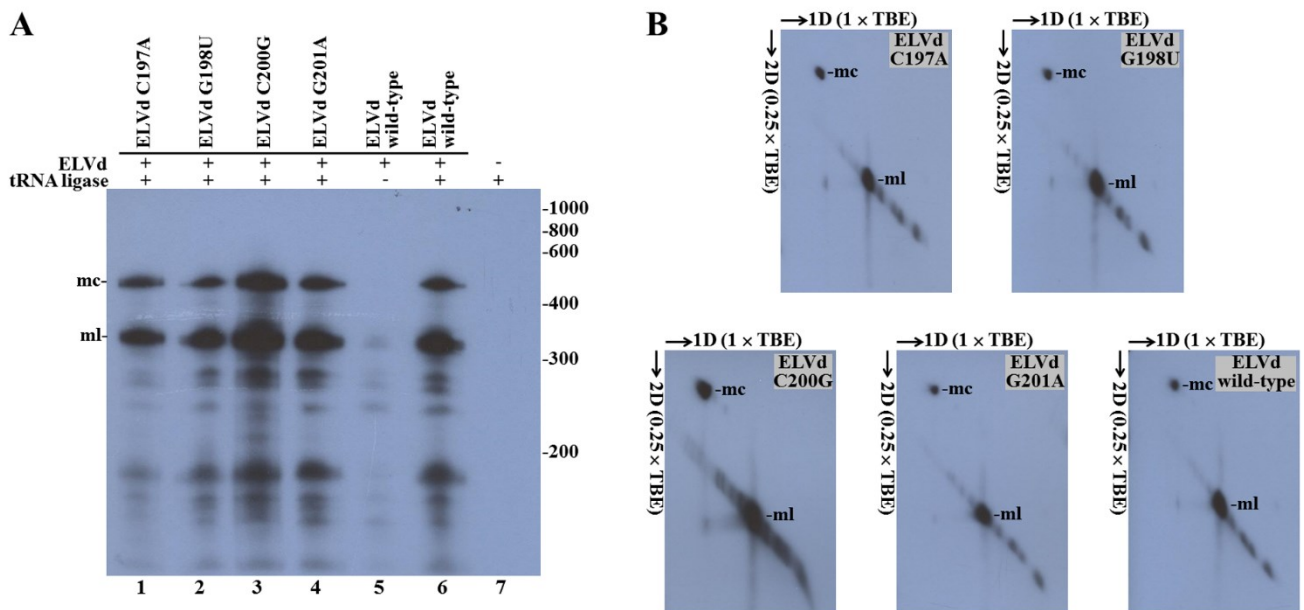 A
ELVd C197A
ELVd G198U
ELVd C200G
ELVd G201A
ELVd
wild-type
ELVd
wild-type
ELVd + + + + + + -
tRNA ligase + + + + - + +
mc-
ml-
-1000
-800
-600
-400
-300
-200
1 2 3 4 5 6 7
B
→1D (1 × TBE)
→2D (0.25 × TBE)
ELVd
C197A
-mc
-ml
→1D (1 × TBE)
→2D (0.25 × TBE)
ELVd
G198U
-mc
-ml
→1D (1 × TBE)
→2D (0.25 × TBE)
ELVd
C200G
-mc
-ml
→1D (1 × TBE)
→2D (0.25 × TBE)
ELVd
G201A
-mc
-ml
→1D (1 × TBE)
→2D (0.25 × TBE)
ELVd
wild-type
-mc
-ml